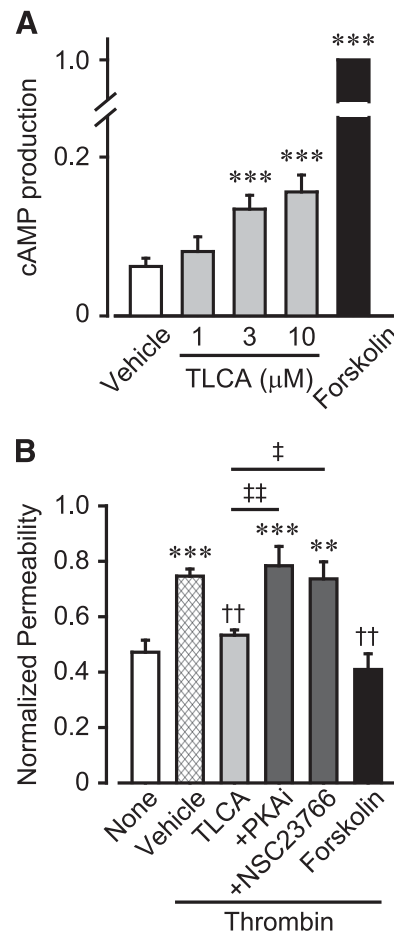 A
cAMP production
1.0
0.2
0
***
***
***
Vehicle
1
3
10
TLCA (μM)
Forskolin
B
Normalized Permeability
1.0
0.8
0.6
0.4
0.2
0
‡
‡‡
***
††
***
**
††
None
Vehicle
TLCA
+PKAi
+NSC23766
Forskolin
Thrombin